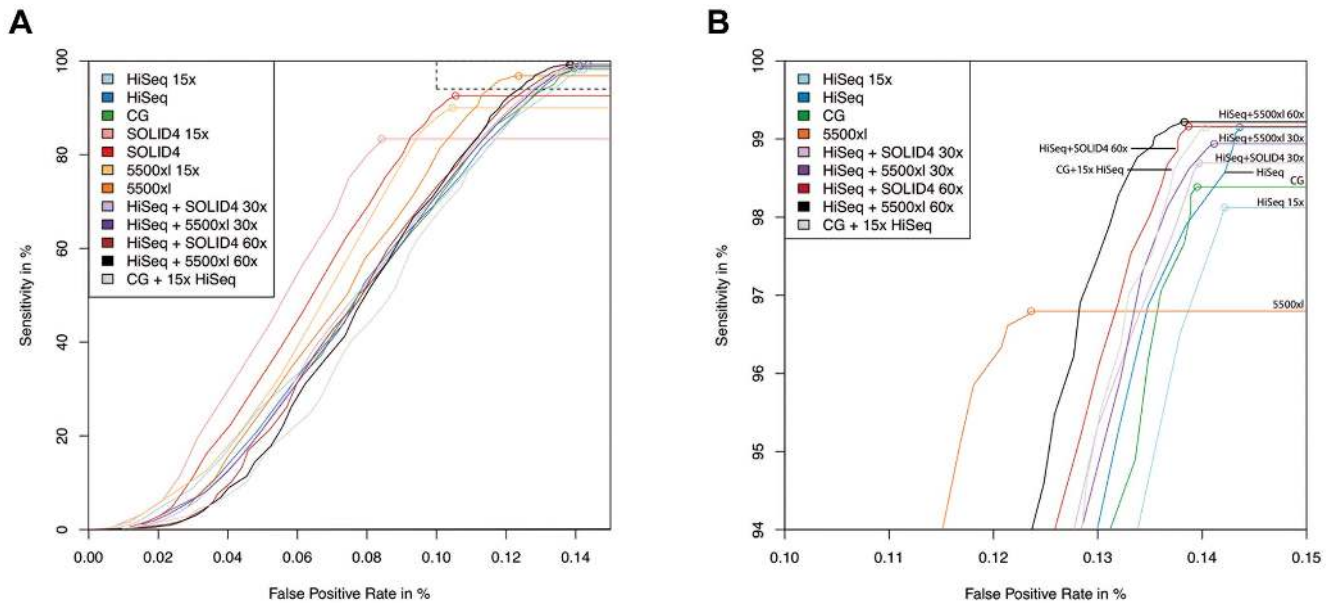 A
B
100
80
60
40
20
0
Sensitivity in %
0.00
0.02
0.04
0.06
0.08
0.10
0.12
0.14
False Positive Rate in %
HiSeq 15x
HiSeq
CG
SOLID4 15x
SOLID4
5500xl 15x
5500xl
HiSeq + SOLID4 30x
HiSeq + 5500xl 30x
HiSeq + SOLID4 60x
HiSeq + 5500xl 60x
CG + 15x HiSeq
100
99
98
97
96
95
94
Sensitivity in %
0.10
0.12
0.13
0.14
0.15
False Positive Rate in %
HiSeq 15x
HiSeq
CG
5500xl
HiSeq + SOLID4 30x
HiSeq + 5500xl 30x
HiSeq + SOLID4 60x
HiSeq + 5500xl 60x
CG + 15x HiSeq
HiSeq+5500xl 60x
HiSeq+SOLID4 60x
HiSeq+5500xl 30x
CG+15x HiSeq
HiSeq+SOLID4 30x
HiSeq
CG
HiSeq 15x
5500xl